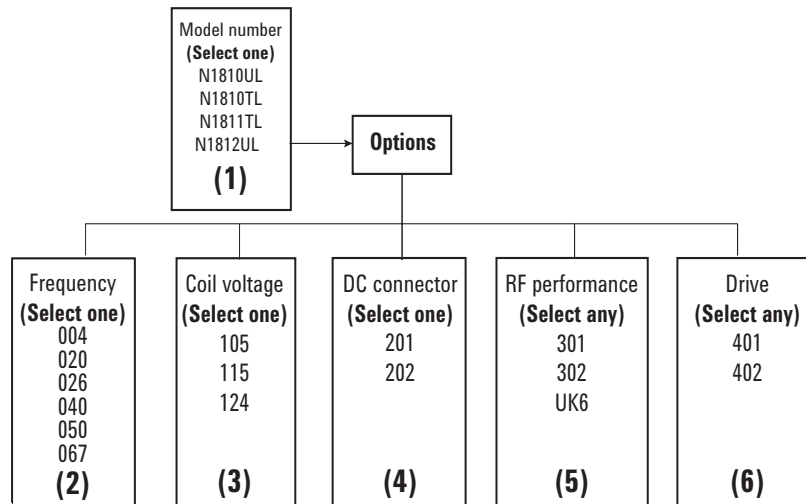 Model number
(Select one)
N1810UL
N1810TL
N1811TL
N1812UL
(1)
Options
Frequency
(Select one)
004
020
026
040
050
067
(2)
Coil voltage
(Select one)
105
115
124
(3)
DC connector
(Select one)
201
202
(4)
RF performance
(Select any)
301
302
UK6
(5)
Drive
(Select any)
401
402
(6)